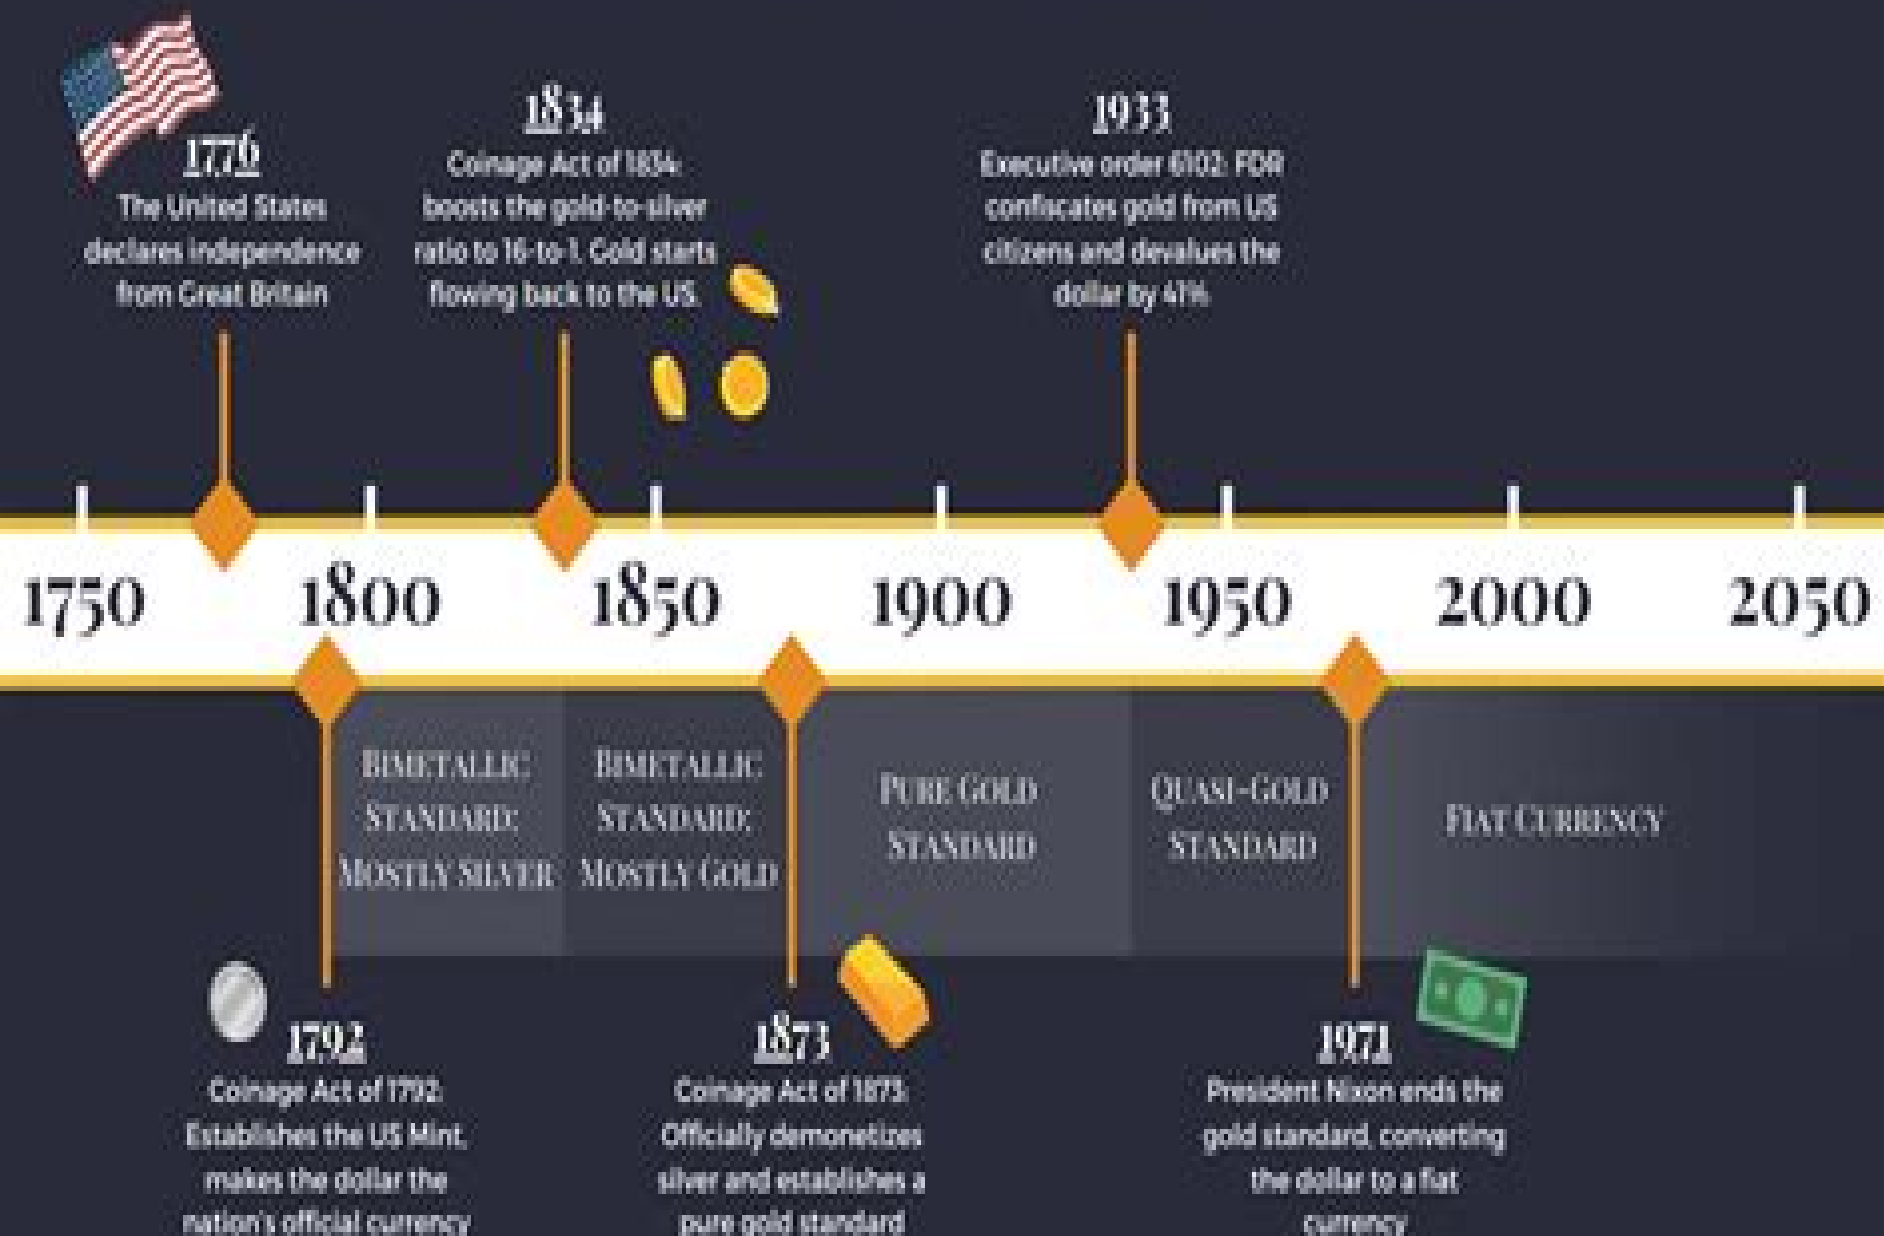 1776
The United States
declares independence
from Great Britain
1834
Coinage Act of 1834:
boosts the gold-to-silver
ratio to 16-to-1. Gold starts
flowing back to the US.
1933
Executive order 6102: FDR
confiscates gold from US
citizens and devalues the
dollar by 41%
1750 1800 1850 1900 1950 2000 2050
BIMETALLIC
STANDARD:
MOSTLY SILVER
BIMETALLIC
STANDARD:
MOSTLY GOLD
PURE GOLD
STANDARD
QUASI-GOLD
STANDARD
FIAT CURRENCY
1792
Coinage Act of 1792:
Establishes the US Mint,
makes the dollar the
nation's official currency
1873
Coinage Act of 1873:
Officially demonetizes
silver and establishes a
pure gold standard
1971
President Nixon ends the
gold standard, converting
the dollar to a fiat
currency